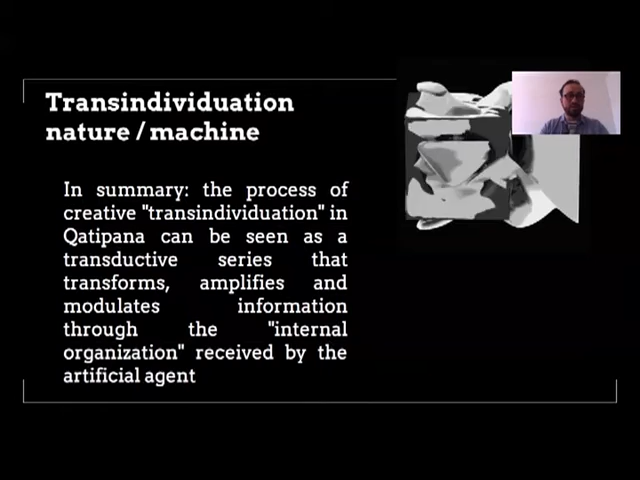 Transindividuation
nature / machine
In summary: the process of
creative "transindividuation" in
Qatipana can be seen as a
transductive series that
transforms, amplifies and
modulates information
through the "internal
organization" received by the
artificial agent